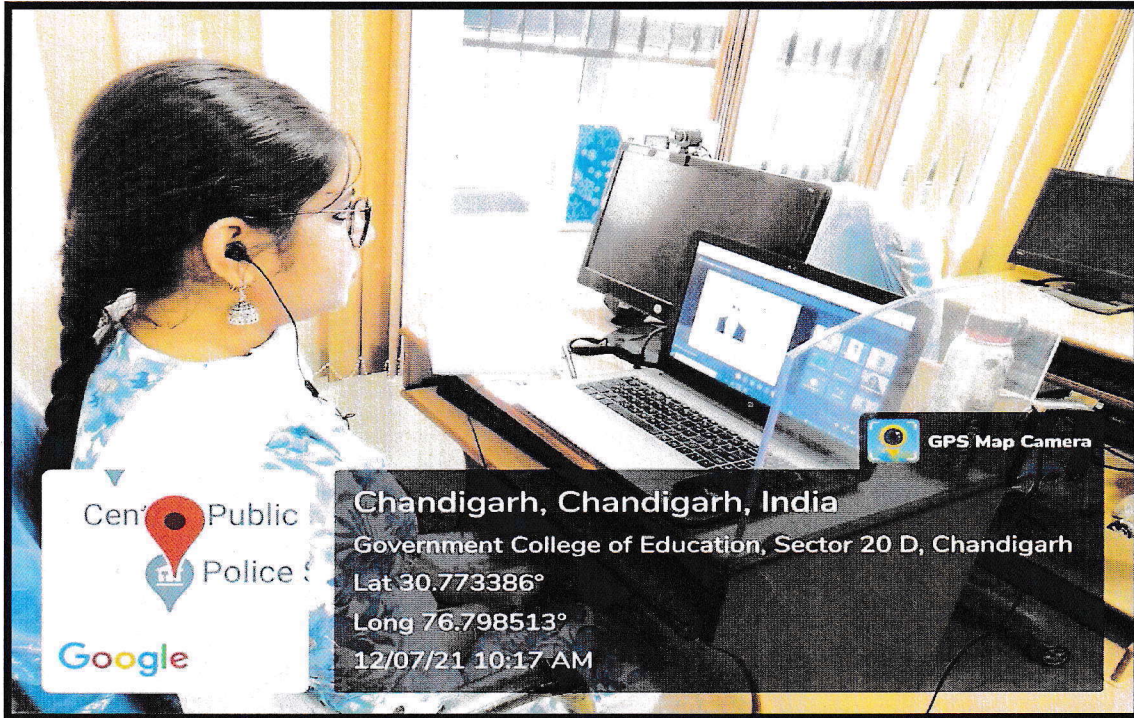 GPS Map Camera
Chandigarh, Chandigarh, India
Government College of Education, Sector 20 D, Chandigarh
Lat 30.773386°
Long 76.798513°
12/07/21 10:17 AM
Public
Police
Google